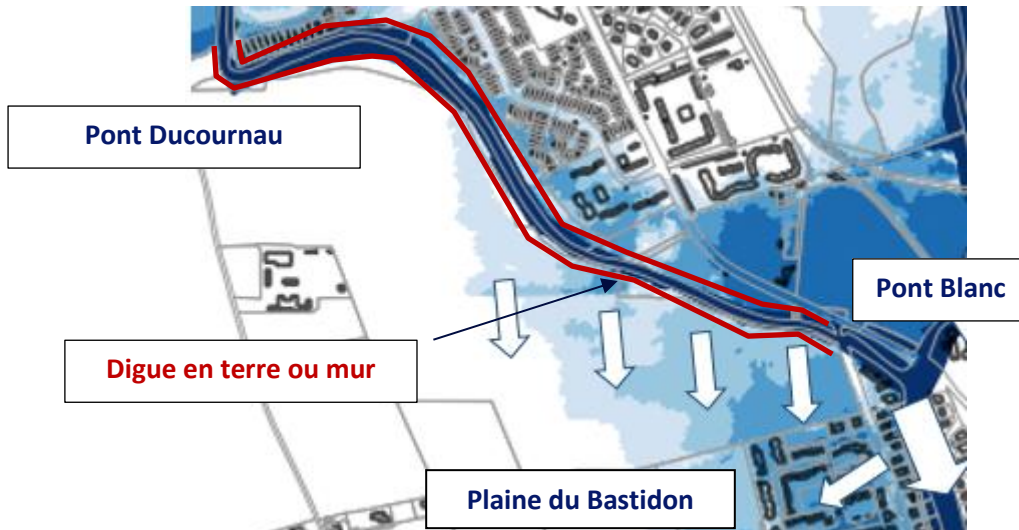 Pont Ducournau
Pont Blanc
Digue en terre ou mur
Plaine du Bastidon